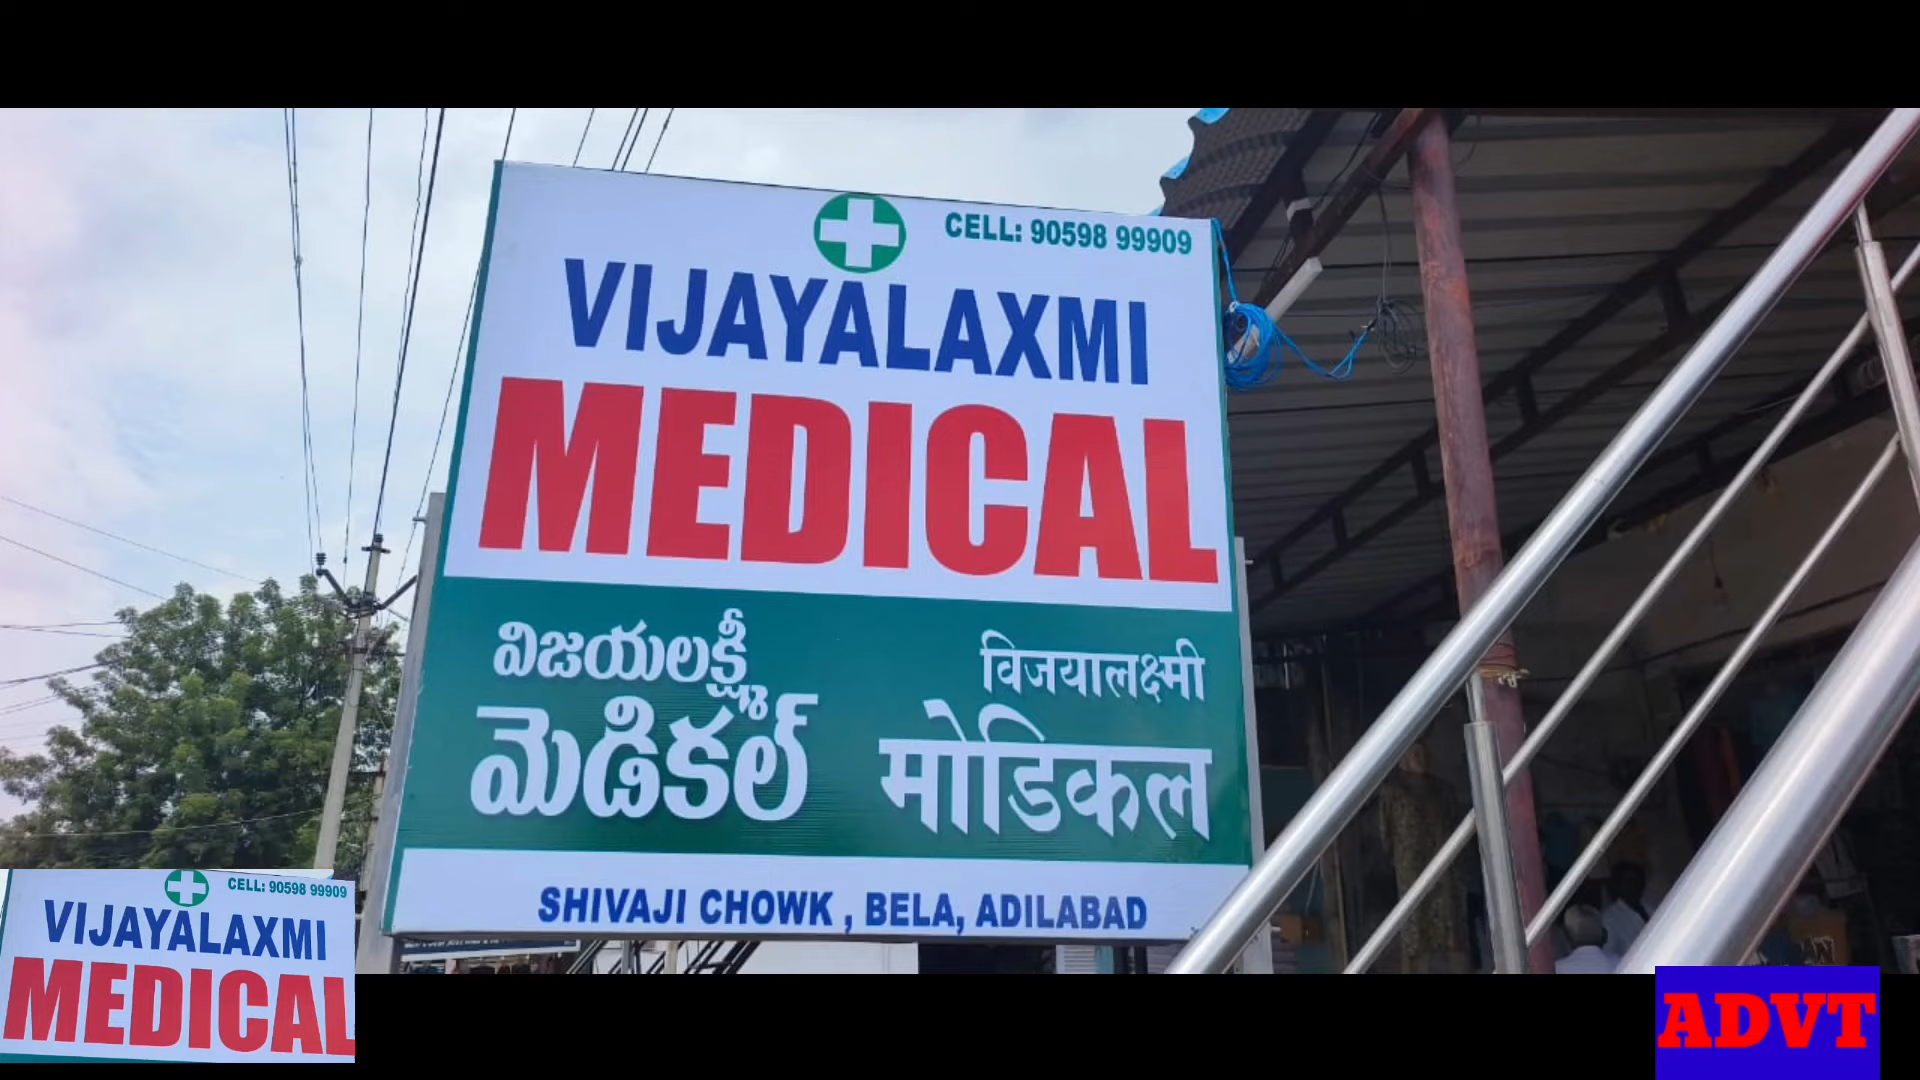 CELL: 90598 99909
VIJAYALAXMI
MEDICAL
విజయలక్ష్మీ
మెడికల్
विजयालक्ष्मी
मोडिकल
SHIVAJI CHOWK , BELA, ADILABAD
CELL: 90598 99909
VIJAYALAXMI
MEDICAL
ADVT